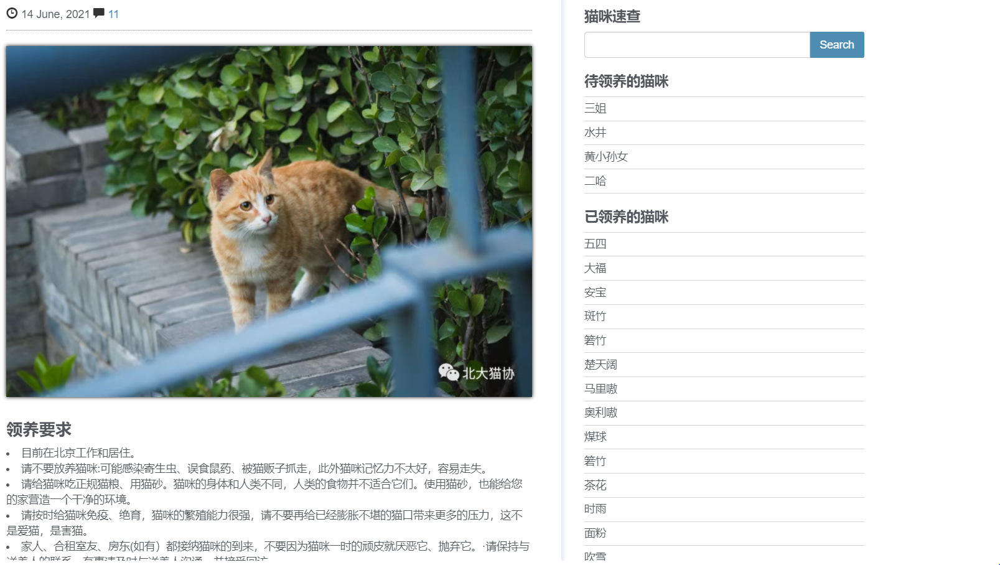 14 June, 2021 11
北大猫协
领养要求
• 目前在北京工作和居住。
• 请不要放养猫咪:可能感染寄生虫、误食鼠药、被猫贩子抓走，此外猫咪记忆力不太好，容易走失。
• 请给猫咪吃正规猫粮、用猫砂。猫咪的身体和人类不同，人类的食物并不适合它们。使用猫砂，也能给您
的家营造一个干净的环境。
• 请按时给猫咪免疫、绝育，猫咪的繁殖能力很强，请不要再给已经膨胀不堪的猫口带来更多的压力，这不
是爱猫，是害猫。
• 家人、合租室友、房东(如有）都接纳猫咪的到来，不要因为猫咪一时的顽皮就厌恶它、抛弃它。·请保持与
猫咪速查
Search
待领养的猫咪
三姐
水井
黄小孙女
二哈
已领养的猫咪
五四
大福
安宝
斑竹
箬竹
楚天阔
马里嗷
奥利嗷
煤球
箬竹
茶花
时雨
面粉
吹雪